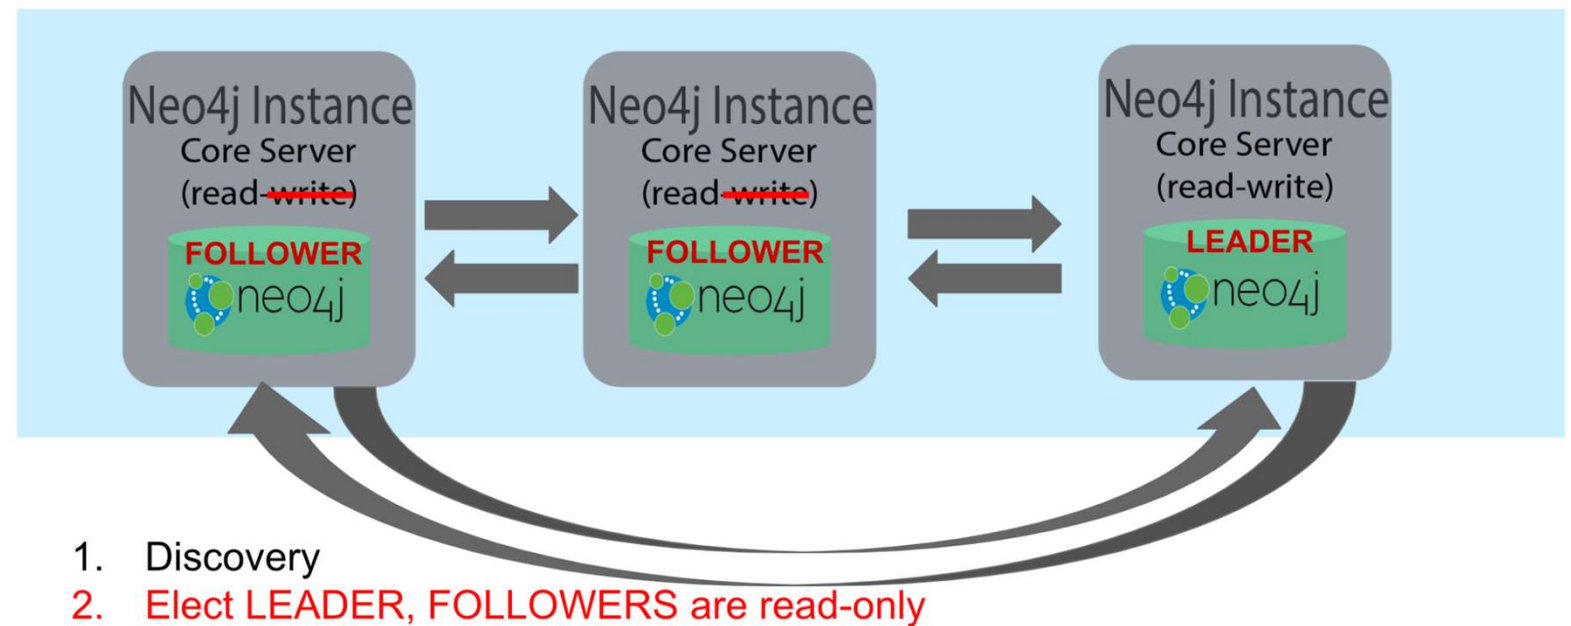 Neo4j Instance
Core Server
(read-write)
FOLLOWER
neo4j
Neo4j Instance
Core Server
(read-write)
FOLLOWER
neo4j
Neo4j Instance
Core Server
(read-write)
LEADER
neo4j
1. Discovery
2. Elect LEADER, FOLLOWERS are read-only